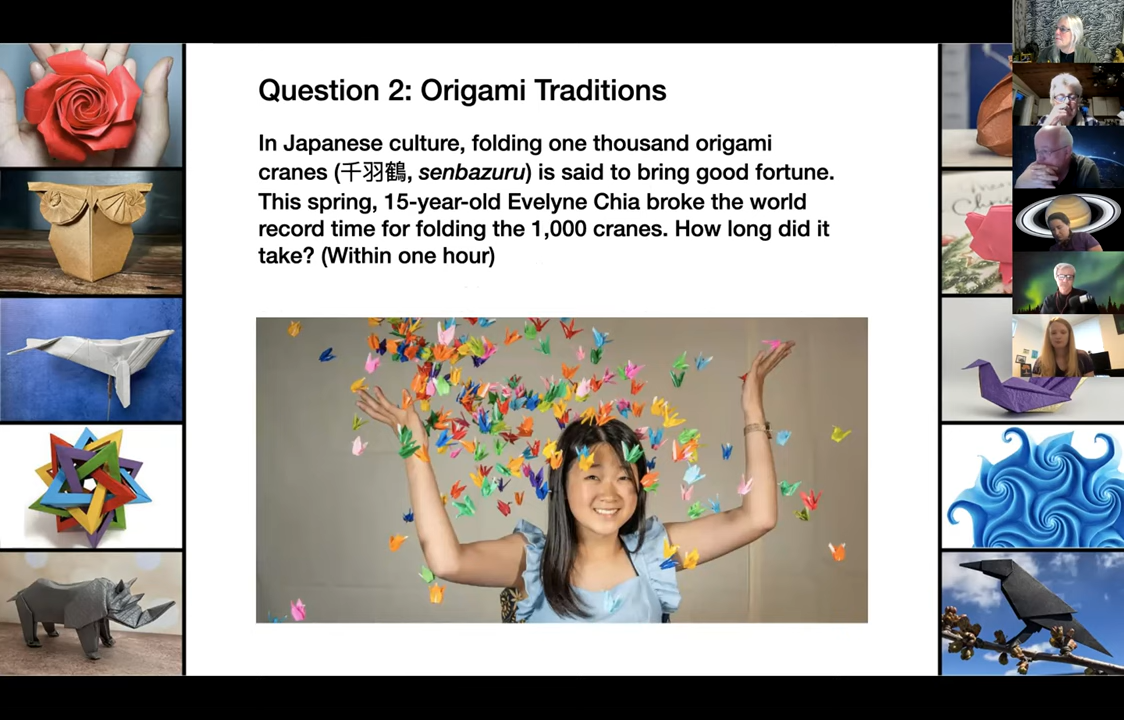 Question 2: Origami Traditions
In Japanese culture, folding one thousand origami
cranes (千羽鶴, senbazuru) is said to bring good fortune.
This spring, 15-year-old Evelyne Chia broke the world
record time for folding the 1,000 cranes. How long did it
take? (Within one hour)